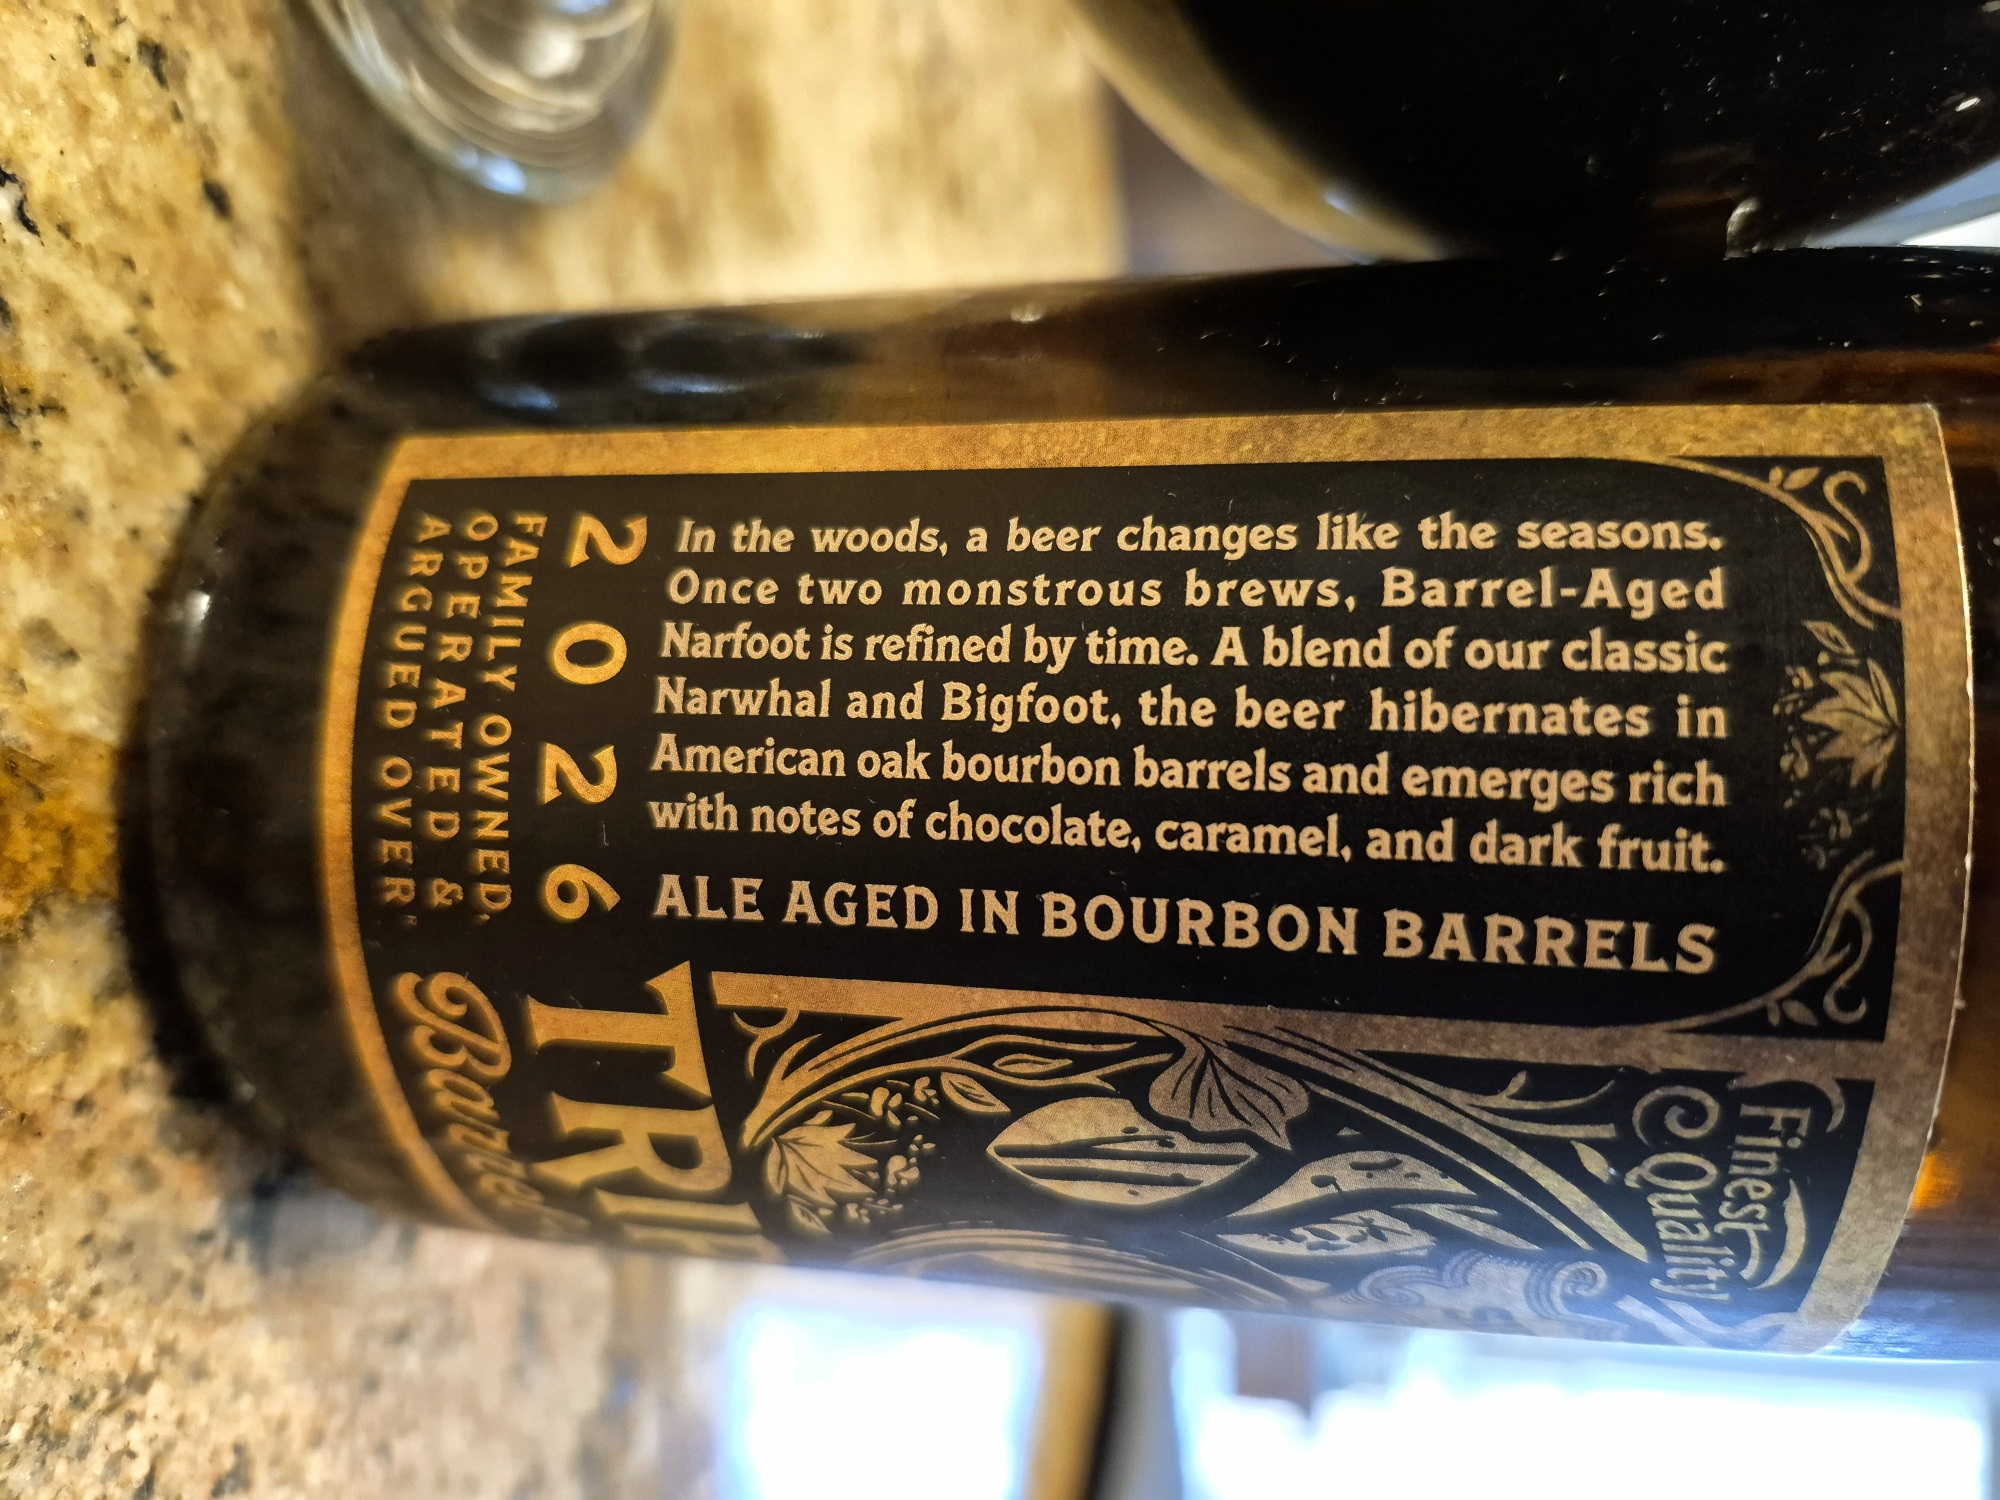 In the woods, a beer changes like the seasons.
Once two monstrous brews, Barrel-Aged
Narfoot is refined by time. A blend of our classic
Narwhal and Bigfoot, the beer hibernates in
American oak bourbon barrels and emerges rich
with notes of chocolate, caramel, and dark fruit.
ALE AGED IN BOURBON BARRELS
2026
FAMILY OWNED,
OPERATED &
ARGUED OVER™
Finest
Quality